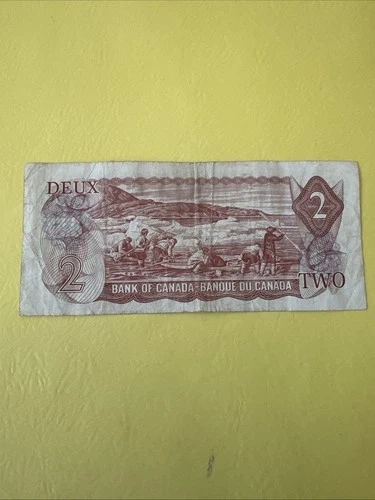 DEUX
2
2
BANK OF CANADA-BANQUE DU CANADA
TWO